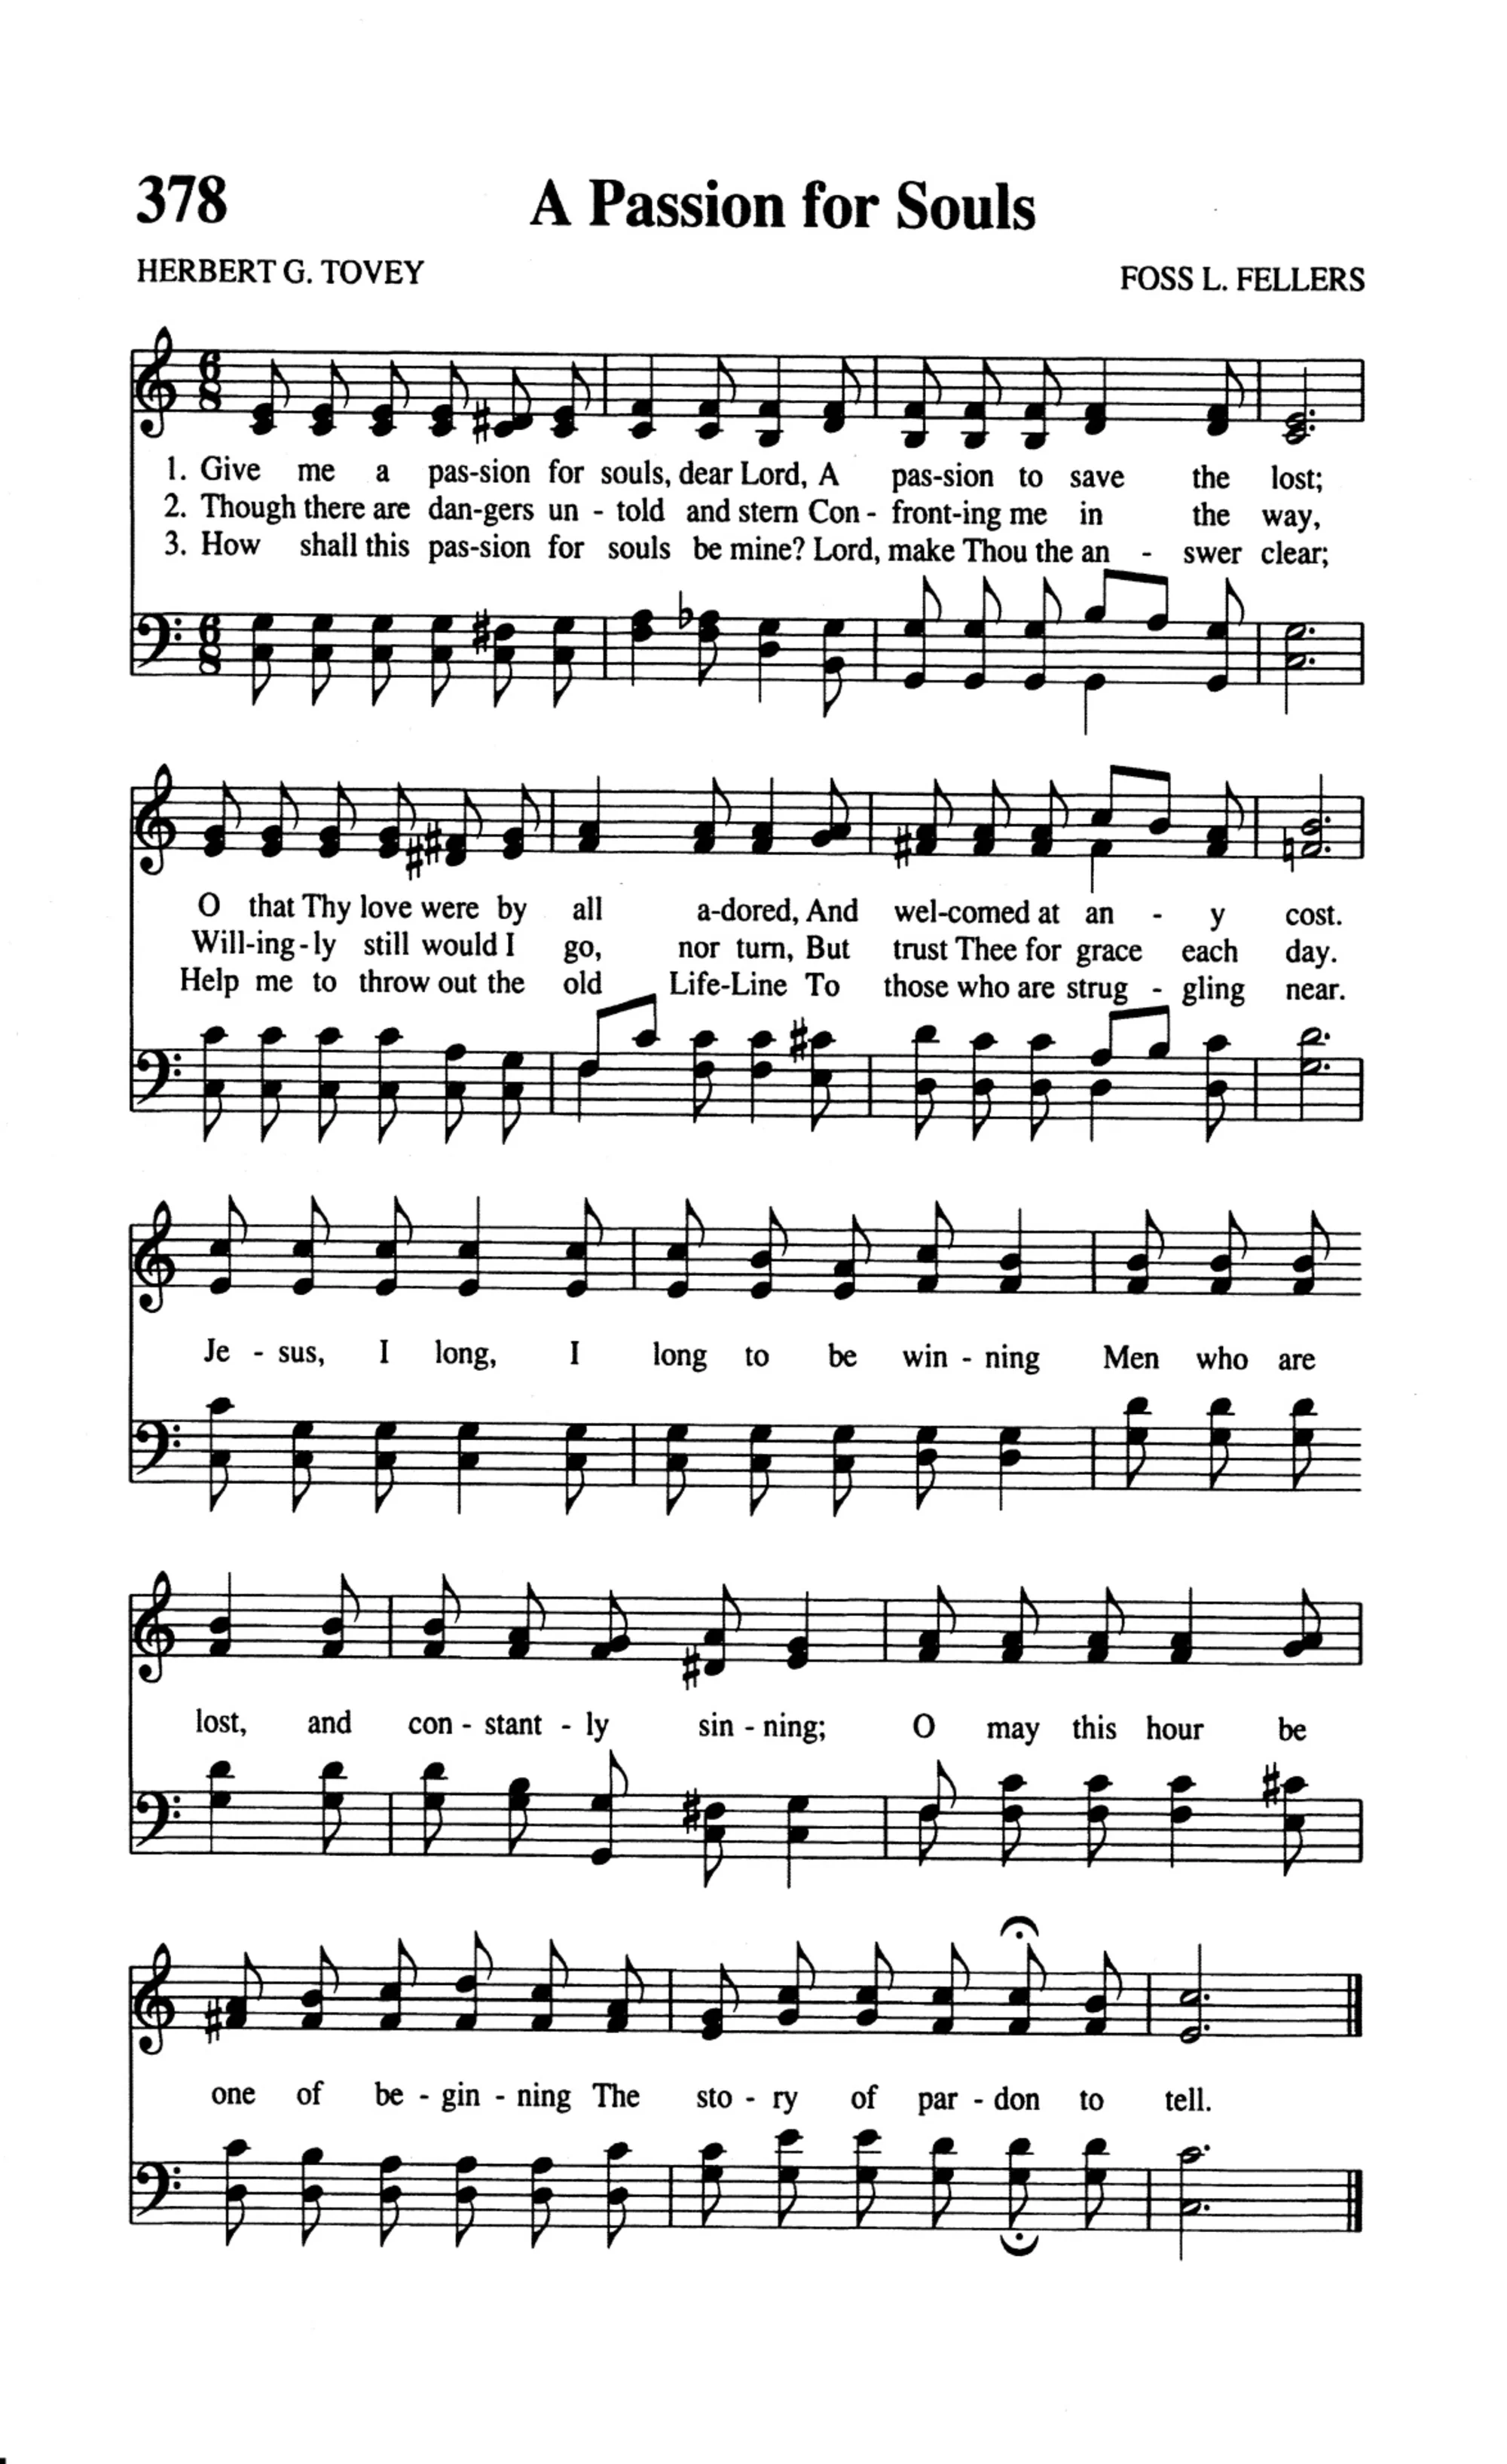 378
A Passion for Souls
HERBERT G. TOVEY
FOSS L. FELLERS
1. Give me a pas-sion for souls, dear Lord, A pas-sion to save the lost;
2. Though there are dan-gers un - told and stern Con - front-ing me in the way,
3. How shall this pas-sion for souls be mine? Lord, make Thou the an - swer clear;
O that Thy love were by all a-dored, And wel-comed at an - y cost.
Will-ing-ly still would I go, nor turn, But trust Thee for grace each day.
Help me to throw out the old Life-Line To those who are strug - gling near.
Je - sus, I long, I long to be win - ning Men who are
lost, and con - stant - ly sin - ning; O may this hour be
one of be - gin - ning The sto - ry of par - don to tell.